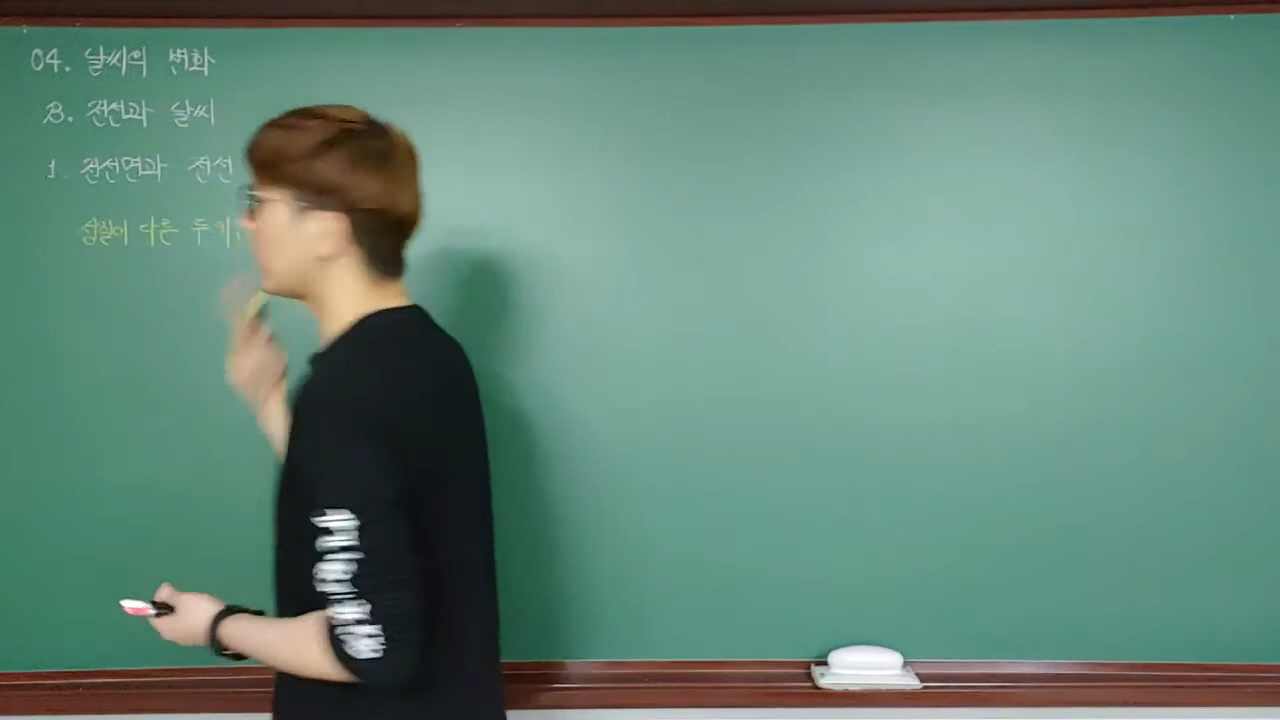 04. 날씨의 변화
B. 전선과 날씨
1. 전선면과 전선
성질이 다른 두 기